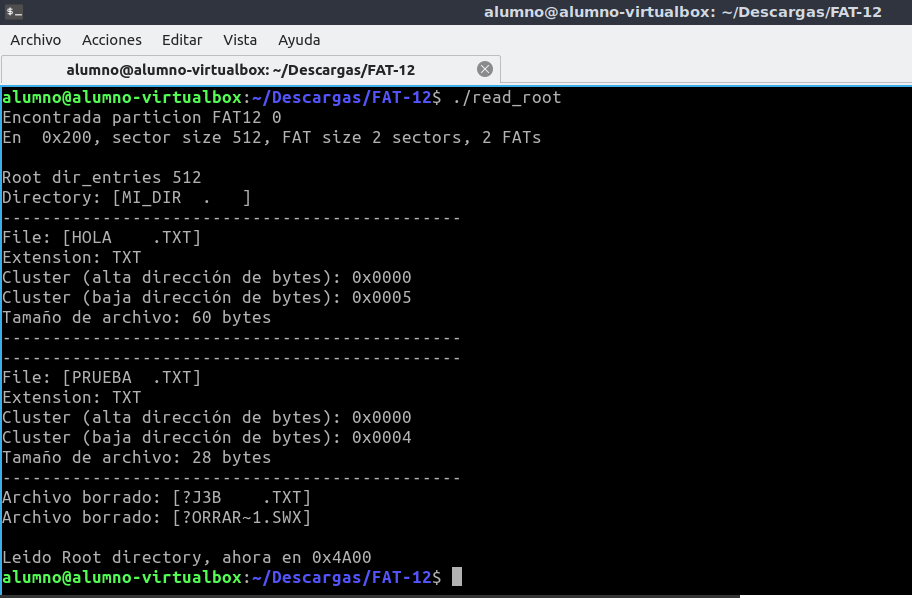 alumno@alumno-virtualbox: ~/Descargas/FAT-12
Archivo Acciones Editar Vista Ayuda
alumno@alumno-virtualbox: ~/Descargas/FAT-12
alumno@alumno-virtualbox:~/Descargas/FAT-12$ ./read_root
Encontrada particion FAT12 0
En  0x200, sector size 512, FAT size 2 sectors, 2 FATs
Root dir_entries 512
Directory: [MI_DIR  .   ]
----------------------------------------------
File: [HOLA    .TXT]
Extension: TXT
Cluster (alta dirección de bytes): 0x0000
Cluster (baja dirección de bytes): 0x0005
Tamaño de archivo: 60 bytes
----------------------------------------------
----------------------------------------------
File: [PRUEBA  .TXT]
Extension: TXT
Cluster (alta dirección de bytes): 0x0000
Cluster (baja dirección de bytes): 0x0004
Tamaño de archivo: 28 bytes
----------------------------------------------
Archivo borrado: [?J3B    .TXT]
Archivo borrado: [?ORRAR~1.SWX]
Leido Root directory, ahora en 0x4A00
alumno@alumno-virtualbox:~/Descargas/FAT-12$